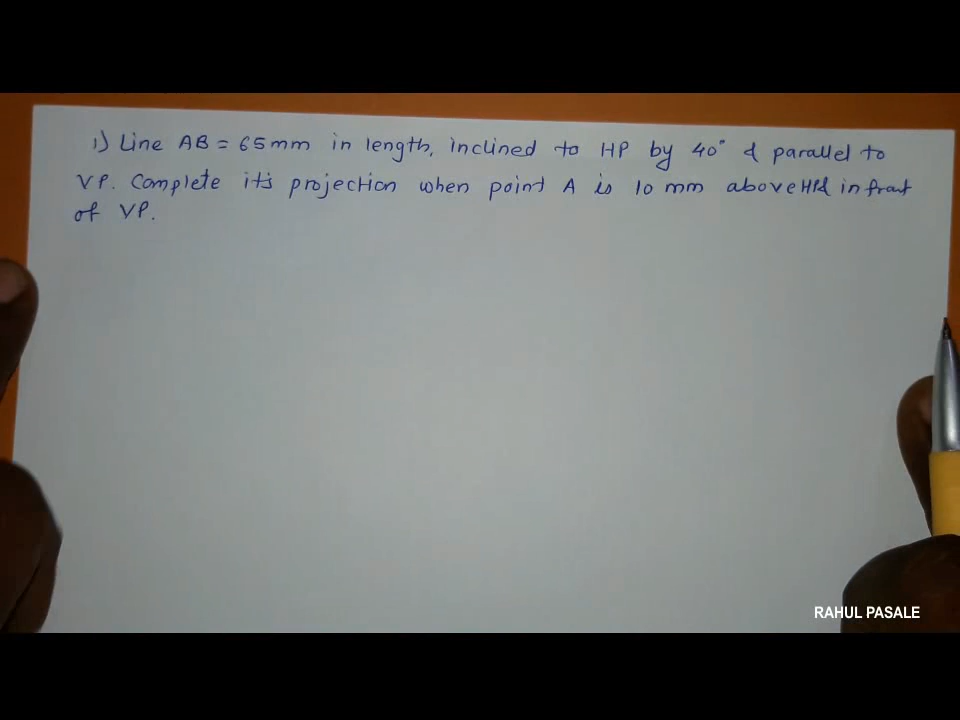 1) Line AB = 65mm in length, inclined to HP by 40° & parallel to
VP. Complete it's projection when point A is 10 mm above HP & in front
of VP.
RAHUL PASALE